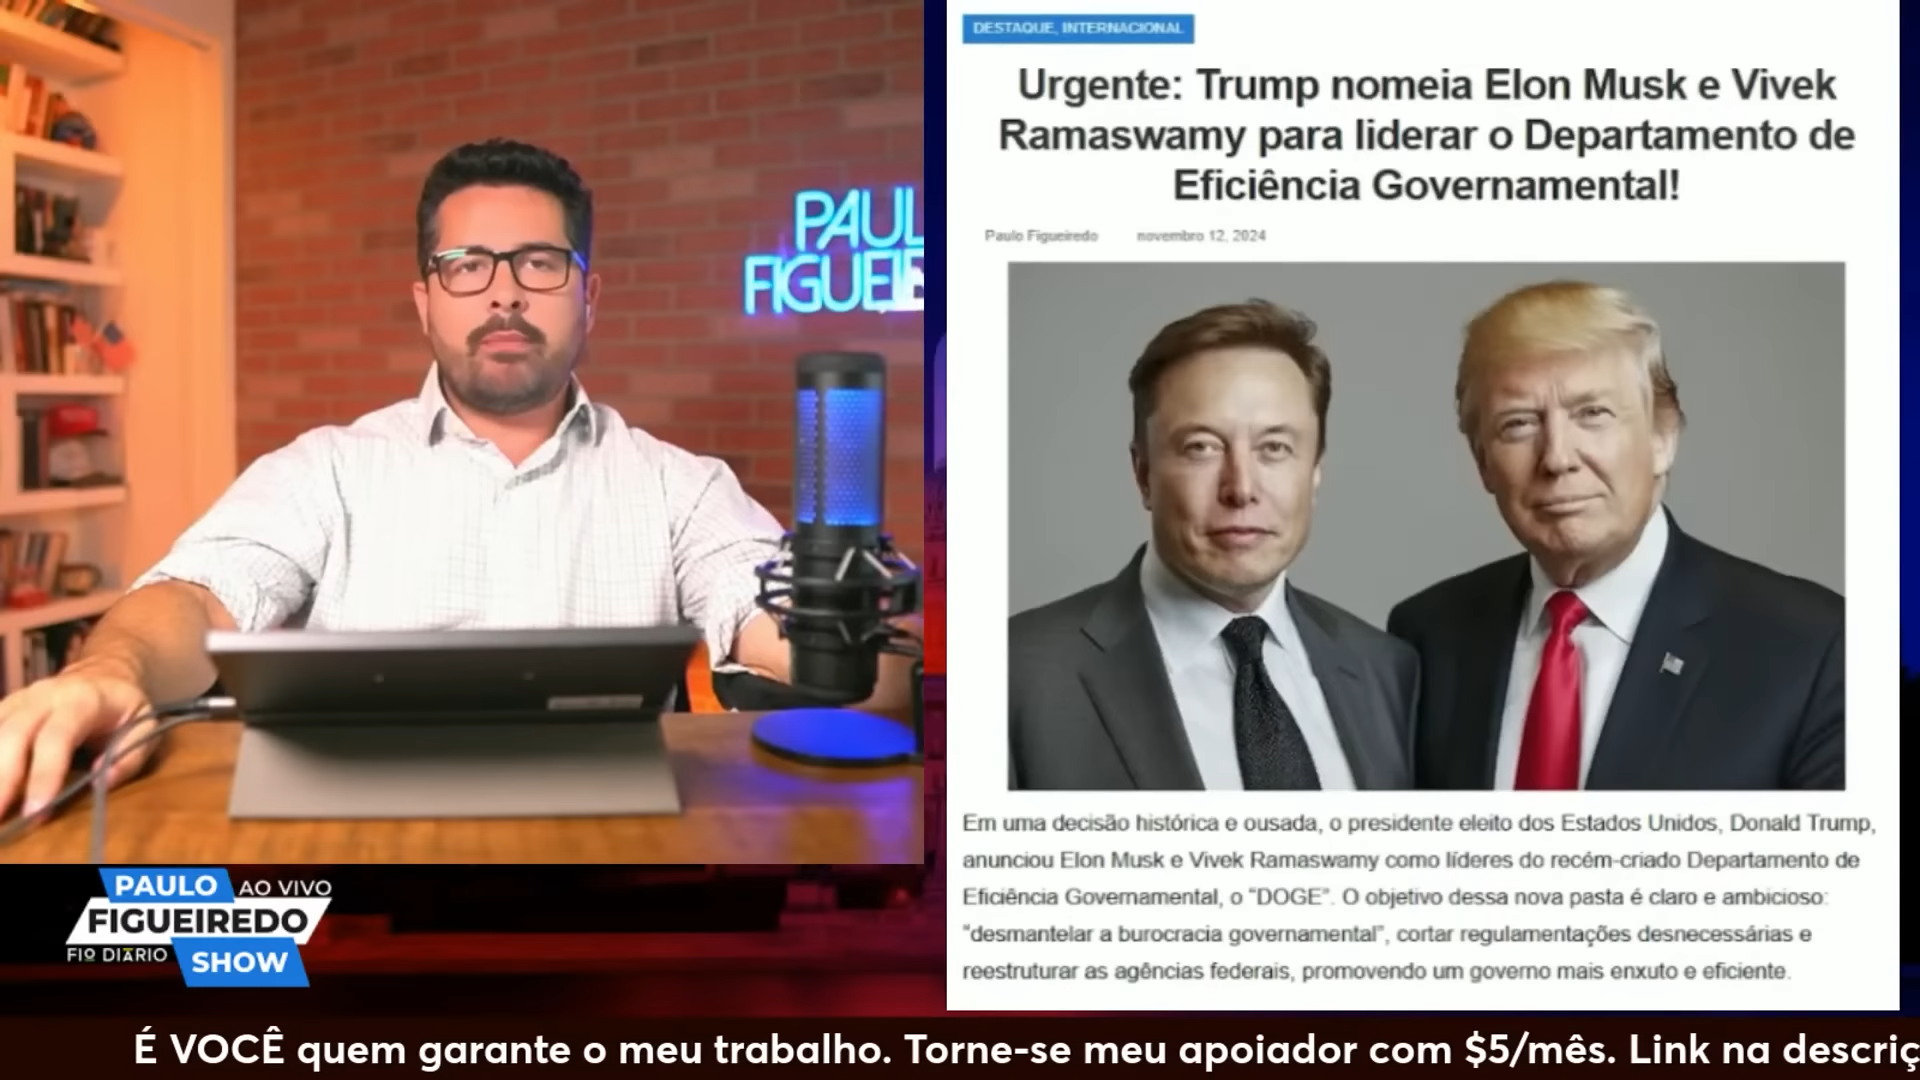 PAUL
FIGUEI
DESTAQUE, INTERNACIONAL
Urgente: Trump nomeia Elon Musk e Vivek
Ramaswamy para liderar o Departamento de
Eficiência Governamental!
Paulo Figueiredo novembro 12, 2024
Em uma decisão histórica e ousada, o presidente eleito dos Estados Unidos, Donald Trump,
anunciou Elon Musk e Vivek Ramaswamy como líderes do recém-criado Departamento de
Eficiência Governamental, o “DOGE”. O objetivo dessa nova pasta é claro e ambicioso:
“desmantelar a burocracia governamental”, cortar regulamentações desnecessárias e
reestruturar as agências federais, promovendo um governo mais enxuto e eficiente.
PAULO AO VIVO
FIGUEIREDO
FIO DIÁRIO SHOW
É VOCÊ quem garante o meu trabalho. Torne-se meu apoiador com $5/mês. Link na descriç